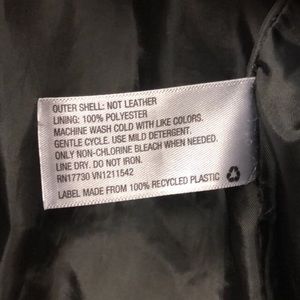 OUTER SHELL: NOT LEATHER
LINING: 100% POLYESTER
MACHINE WASH COLD WITH LIKE COLORS.
GENTLE CYCLE. USE MILD DETERGENT.
ONLY NON-CHLORINE BLEACH WHEN NEEDED.
LINE DRY. DO NOT IRON.
RN17730 VN1211542
LABEL MADE FROM 100% RECYCLED PLASTIC